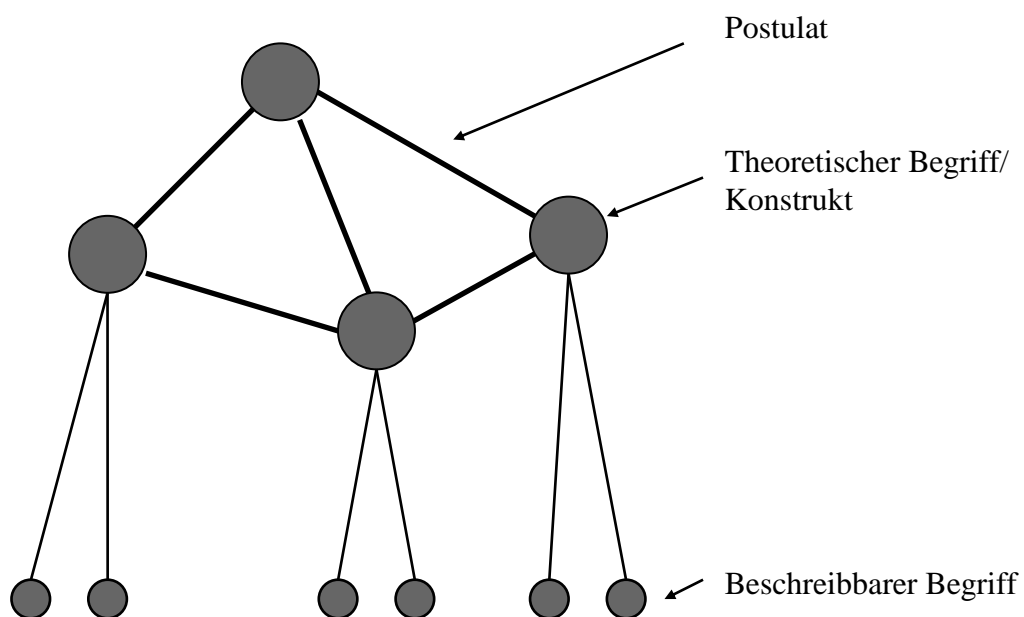 Postulat
Theoretischer Begriff/
Konstrukt
Beschreibbarer Begriff